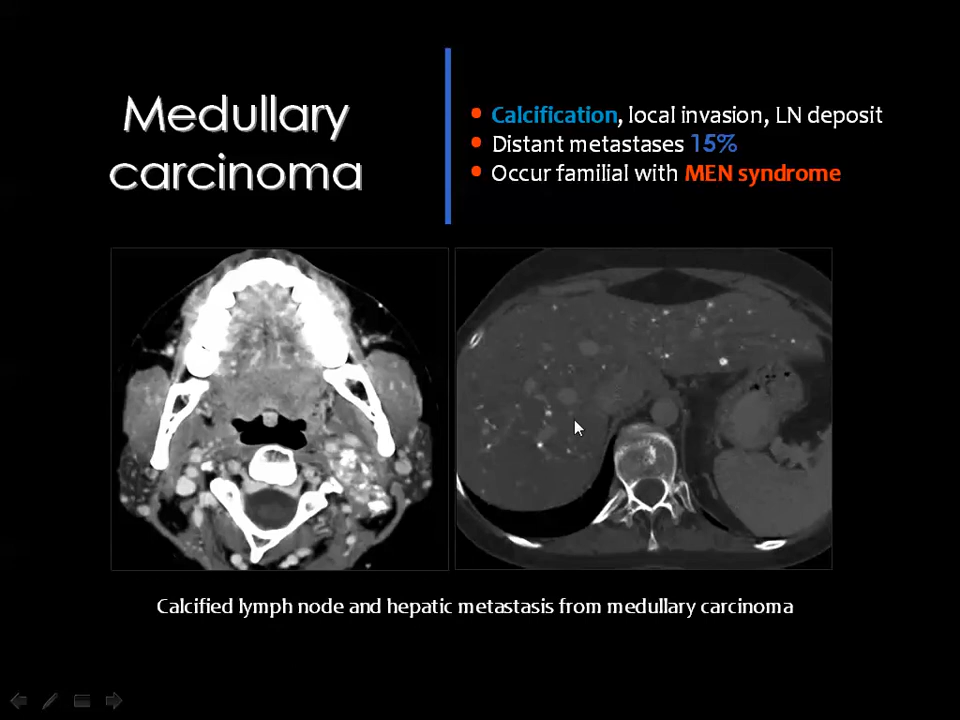 Medullary
carcinoma
Calcification, local invasion, LN deposit
Distant metastases 15%
Occur familial with MEN syndrome
Calcified lymph node and hepatic metastasis from medullary carcinoma